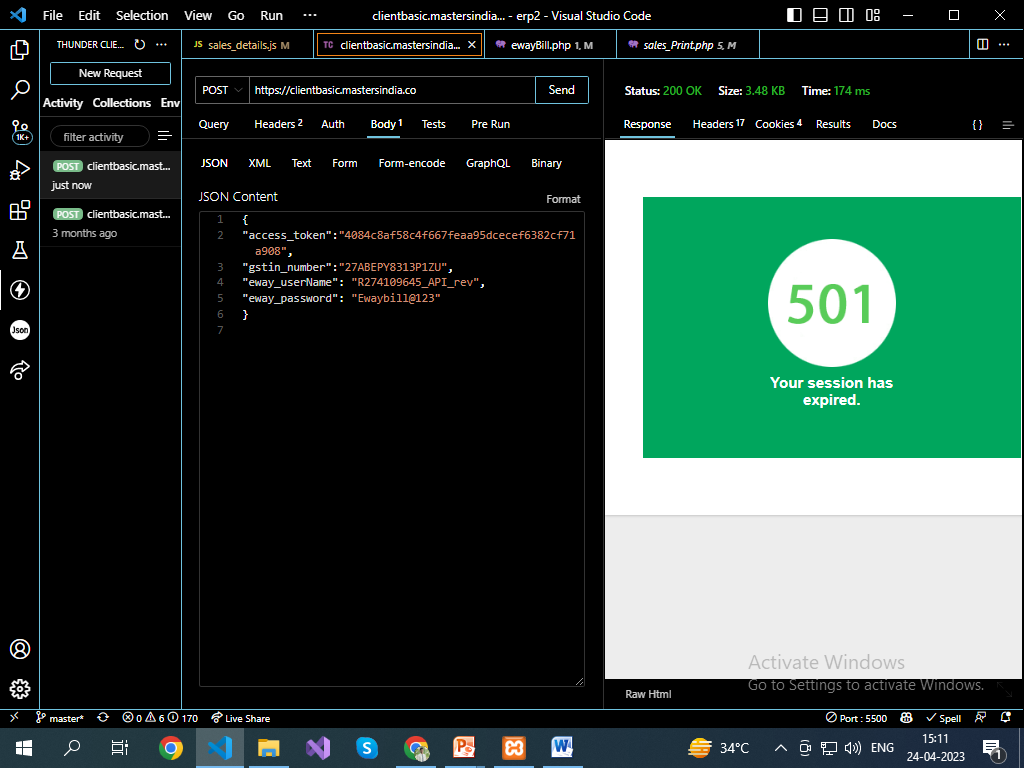 File Edit Selection View Go Run ··· clientbasic.mastersindia... - erp2 - Visual Studio Code
THUNDER CLIE... ···
JS sales_details.js M
TC clientbasic.mastersindia...
ewayBill.php 1, M
sales_Print.php 5, M
New Request
Activity Collections Env
filter activity
POST clientbasic.mast...
just now
POST clientbasic.mast...
3 months ago
1K+
Json
POST https://clientbasic.mastersindia.co Send
Query Headers 2 Auth Body 1 Tests Pre Run
JSON XML Text Form Form-encode GraphQL Binary
JSON Content Format
1 {
2 "access_token":"4084c8af58c4f667feaa95dcecef6382cf71
a908",
3 "gstin_number":"27ABEPY8313P1ZU",
4 "eway_userName": "R274109645_API_rev",
5 "eway_password": "Ewaybill@123"
6 }
7
Status: 200 OK Size: 3.48 KB Time: 174 ms
Response Headers 17 Cookies 4 Results Docs { }
501
Your session has
expired.
Activate Windows
Go to Settings to activate Windows.
Raw Html
master* 0 6 170 Live Share Port : 5500 Spell
34°C ENG
15:11
24-04-2023
1